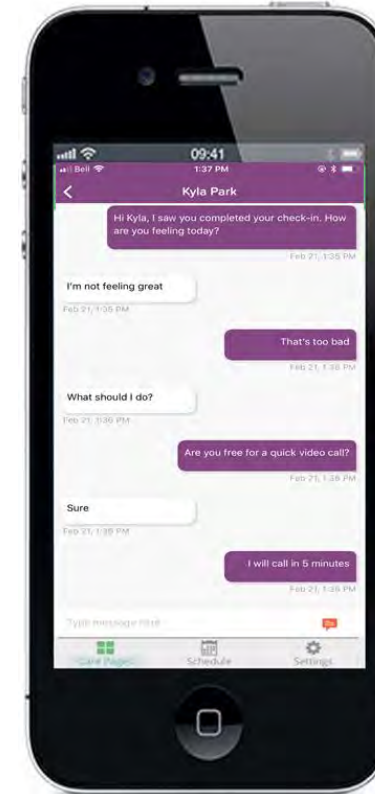 09:41
Bell 1:37 PM
Kyla Park
Hi Kyla, I saw you completed your check-in. How
are you feeling today?
Feb 21, 1:35 PM
I'm not feeling great
Feb 21, 1:35 PM
That's too bad
Feb 21, 1:36 PM
What should I do?
Feb 21, 1:36 PM
Are you free for a quick video call?
Feb 21, 1:36 PM
Sure
Feb 21, 1:36 PM
I will call in 5 minutes
Feb 21, 1:36 PM
Type message here
Care Pages Schedule Settings